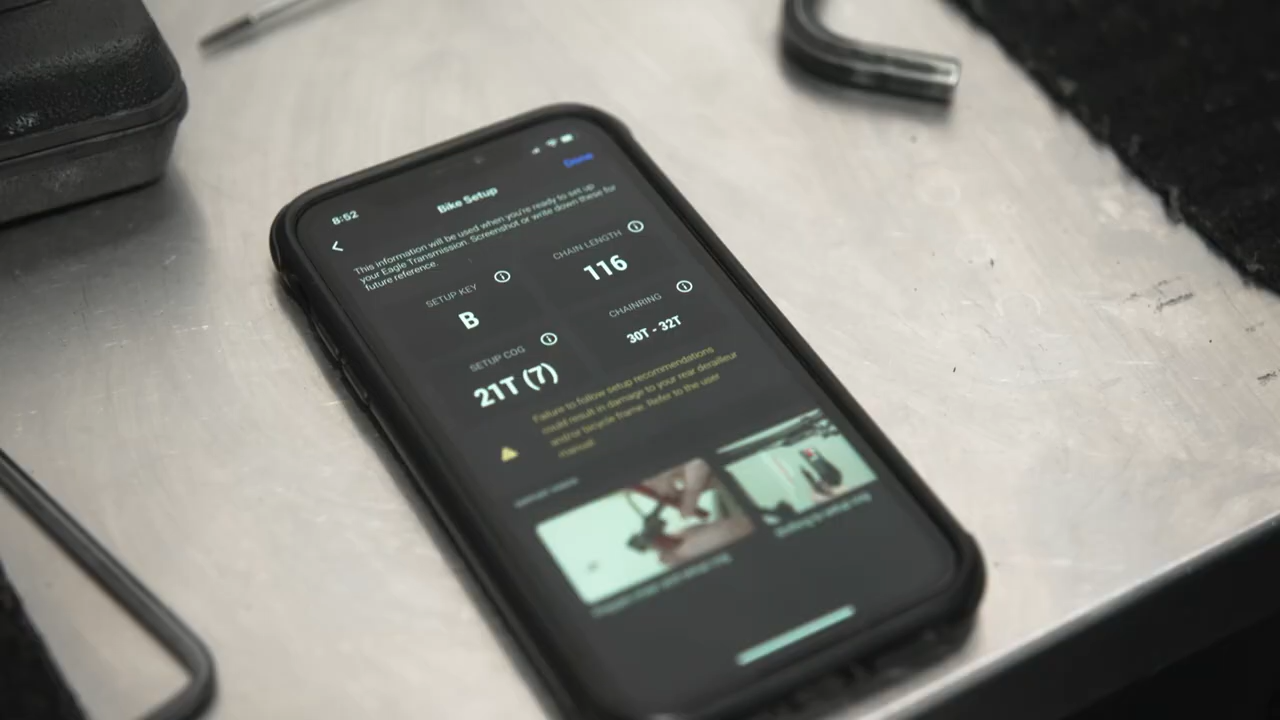 8:52
Done
Bike Setup
This information will be used when you're ready to set up
your Eagle Transmission. Screenshot or write down these for
future reference.
SETUP KEY
B
CHAIN LENGTH
116
SETUP COG
21T (7)
CHAINRING
30T - 32T
Failure to follow setup recommendations
could result in damage to your rear derailleur
and/or bicycle frame. Refer to the user
manual.